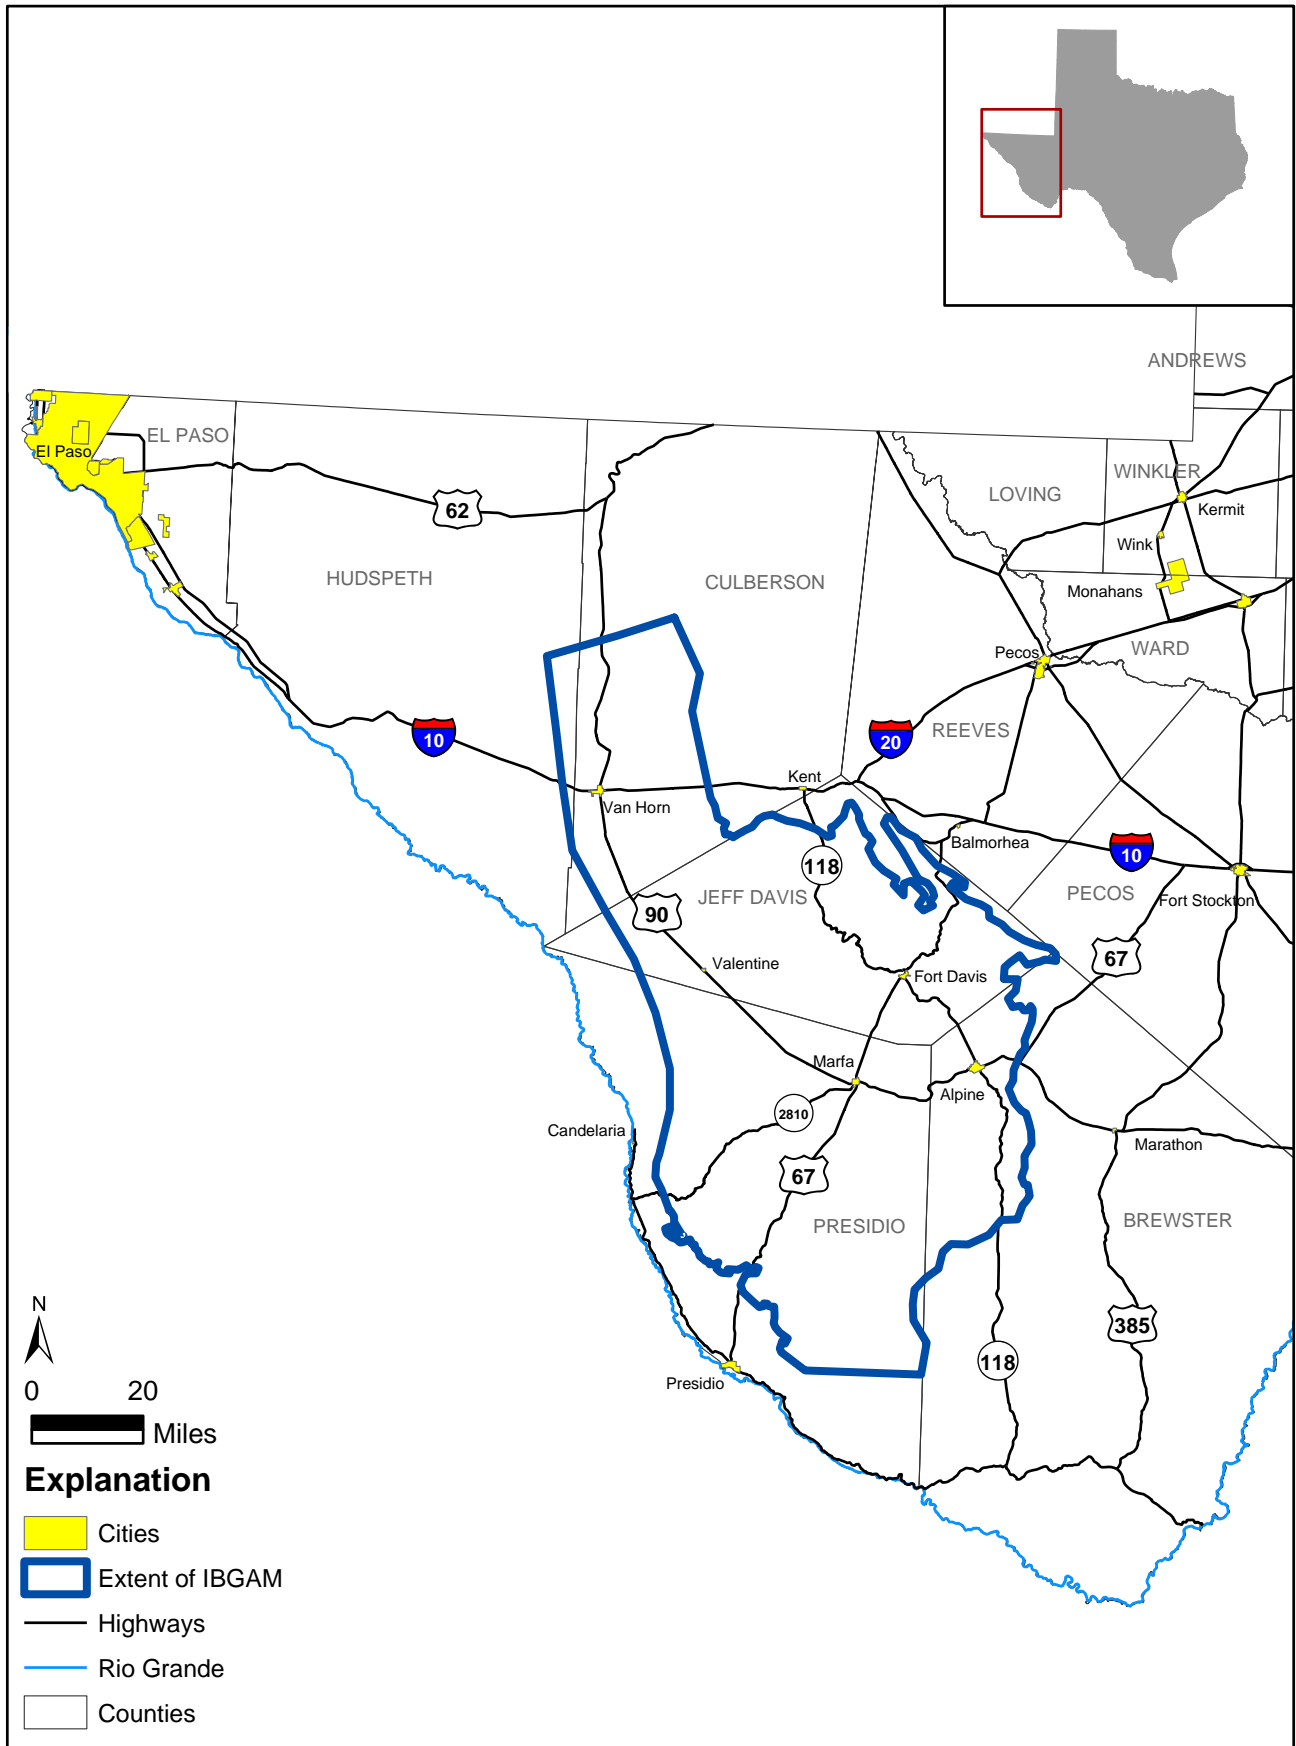 ANDREWS
EL PASO
El Paso
WINKLER
LOVING
62
Kermit
Wink
HUDSPETH
CULBERSON
Monahans
Pecos
WARD
REEVES
10
20
Kent
Van Horn
Balmorhea
10
118
JEFF DAVIS
PECOS
Fort Stockton
90
67
Valentine
Fort Davis
Marfa
Alpine
2810
Candelaria
Marathon
67
PRESIDIO
BREWSTER
N
385
118
Presidio
0 20
Miles
Explanation
Cities
Extent of IBGAM
Highways
Rio Grande
Counties